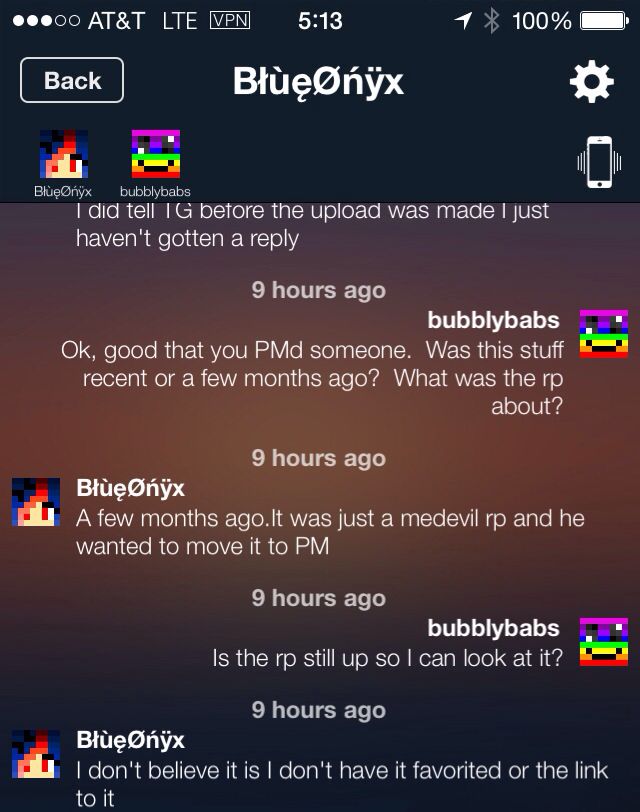 AT&T LTE VPN 5:13 100%
Back BłùęØńÿx
BłùęØńÿx bubblybabs
I did tell TG before the upload was made I just
haven't gotten a reply
9 hours ago
bubblybabs
Ok, good that you PMd someone. Was this stuff
recent or a few months ago? What was the rp
about?
9 hours ago
BłùęØńÿx
A few months ago.It was just a medevil rp and he
wanted to move it to PM
9 hours ago
bubblybabs
Is the rp still up so I can look at it?
9 hours ago
BłùęØńÿx
I don't believe it is I don't have it favorited or the link
to it